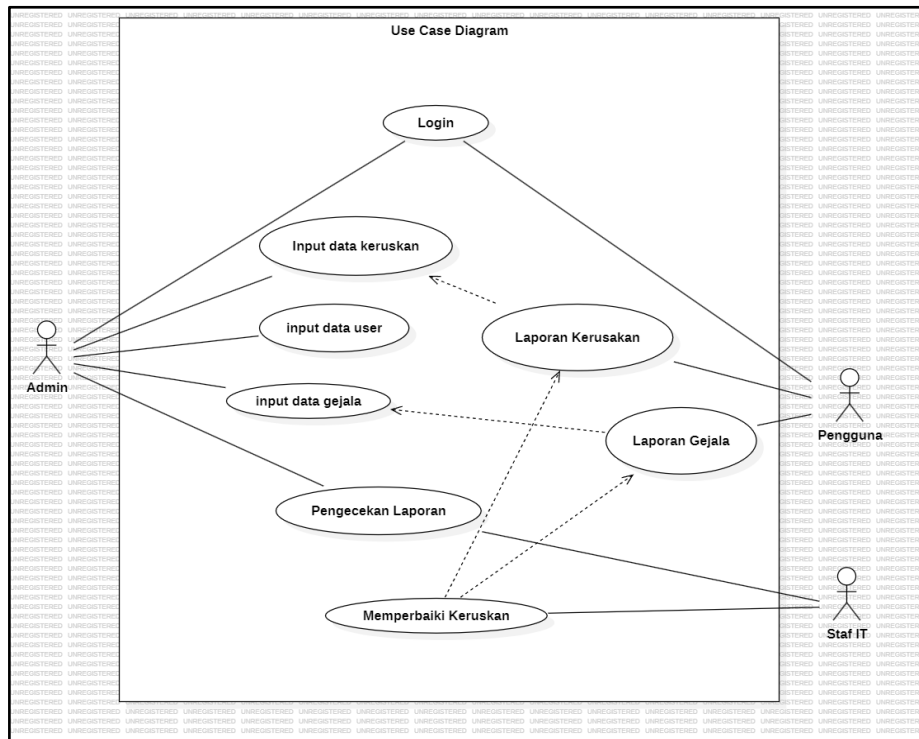 Use Case Diagram
Login
Input data keruskan
input data user
Laporan Kerusakan
Admin
input data gejala
Pengguna
Laporan Gejala
Pengecekan Laporan
Memperbaiki Keruskan
Staf IT
UNREGISTERED